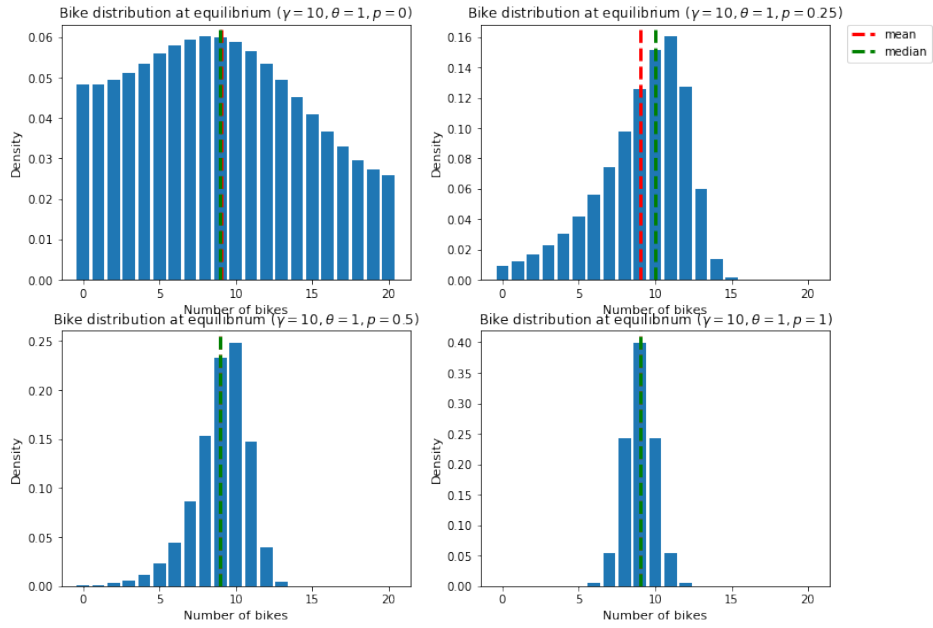 Bike distribution at equilibrium (γ = 10, θ = 1, p = 0)
Density
0.06
0.05
0.04
0.03
0.02
0.01
0.00
0 5 10 15 20
Number of bikes
Bike distribution at equilibrium (γ = 10, θ = 1, p = 0.25)
Density
0.16
0.14
0.12
0.10
0.08
0.06
0.04
0.02
0.00
0 5 10 15 20
Number of bikes
mean
median
Bike distribution at equilibrium (γ = 10, θ = 1, p = 0.5)
Density
0.25
0.20
0.15
0.10
0.05
0.00
0 5 10 15 20
Number of bikes
Bike distribution at equilibrium (γ = 10, θ = 1, p = 1)
Density
0.40
0.35
0.30
0.25
0.20
0.15
0.10
0.05
0.00
0 5 10 15 20
Number of bikes